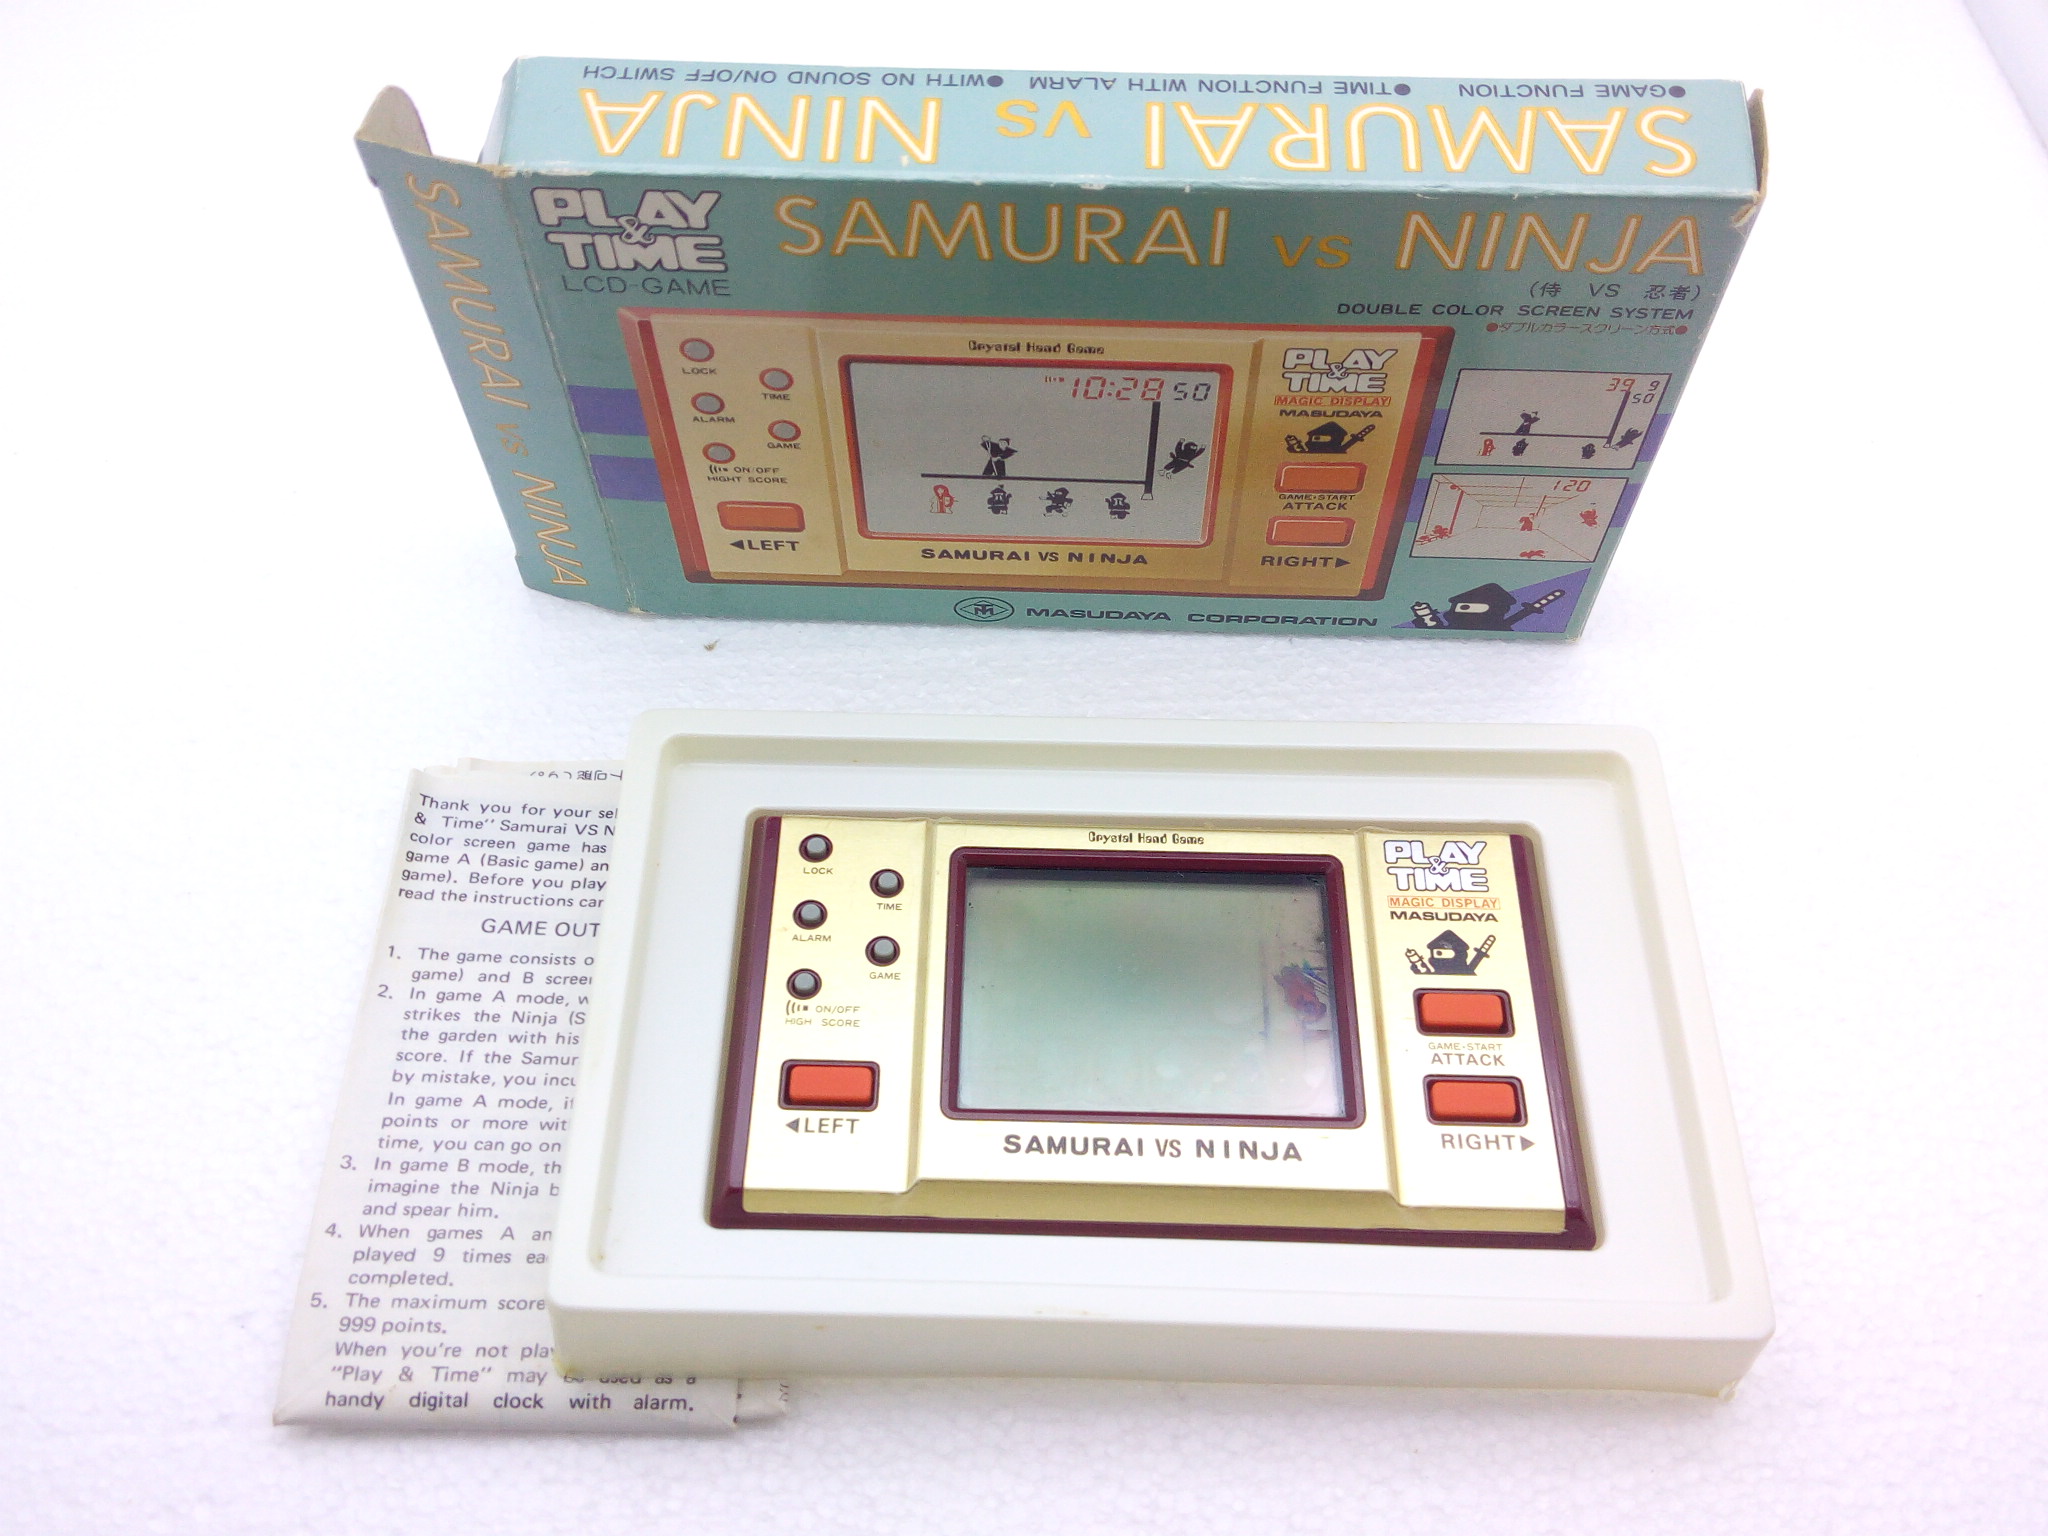 ●GAME FUNCTION ●TIME FUNCTION WITH ALARM ●WITH NO SOUND ON/OFF SWITCH
SAMURAI VS NINJA
SAMURAI VS NINJA
PLAY
&
TIME
LCD-GAME
SAMURAI VS NINJA
(侍 VS 忍者)
DOUBLE COLOR SCREEN SYSTEM
●ダブルカラースクリーン方式●
Crystal Hand Game
LOCK
TIME
ALARM
GAME
ON/OFF
HIGHT SCORE
◀LEFT
10:28 50
SAMURAI VS NINJA
PLAY
&
TIME
MAGIC DISPLAY
MASUDAYA
GAME•START
ATTACK
RIGHT▶
39 9
50
120
MASUDAYA CORPORATION
Thank you for your sel
& Time" Samurai VS N
color screen game has
game A (Basic game) an
game). Before you play
read the instructions car
GAME OUT
1. The game consists o
game) and B scree
2. In game A mode, w
strikes the Ninja (S
the garden with his
score. If the Samur
by mistake, you incu
In game A mode, if
points or more wit
time, you can go on
3. In game B mode, th
imagine the Ninja b
and spear him.
4. When games A an
played 9 times ea
completed.
5. The maximum score
999 points.
When you're not play
"Play & Time" may be used as a
handy digital clock with alarm.
Crystal Hand Game
LOCK
TIME
ALARM
GAME
ON/OFF
HIGH SCORE
◀LEFT
SAMURAI VS NINJA
PLAY
&
TIME
MAGIC DISPLAY
MASUDAYA
GAME•START
ATTACK
RIGHT▶